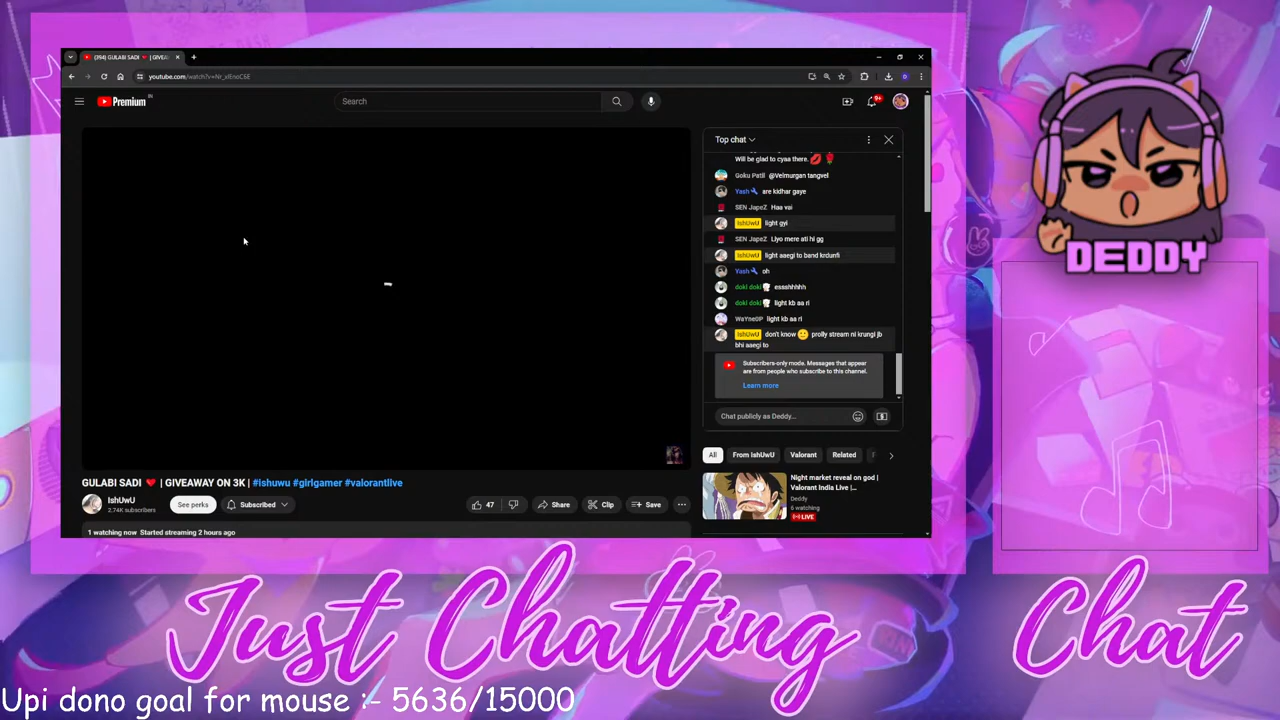 (394) GULABI SADI ❤️ | GIVEAW
Premium IN
Search
9+
Top chat
Will be glad to cyaa there. 💋 🌹
Goku Patil @Velmurgan tangvel
Yash are kidhar gaye
SEN JapeZ Haa vai
IshUwU light gyi
SEN JapeZ Liyo mere ati hi gg
IshUwU light aaegi to band krdunfi
Yash oh
doki doki essshhhhh
doki doki light kb aa ri
WaYne0P light kb aa ri
IshUwU don't know 🙂 prolly stream ni krungi jb
bhi aaegi to
Subscribers-only mode. Messages that appear
are from people who subscribe to this channel.
Learn more
Chat publicly as Deddy...
All From IshUwU Valorant Related
Night market reveal on god |
Valorant India Live |...
Deddy
6 watching
LIVE
GULABI SADI ❤️ | GIVEAWAY ON 3K | #ishuwu #girlgamer #valorantlive
IshUwU
2.74K subscribers
See perks
Subscribed
47
Share
Clip
Save
1 watching now Started streaming 2 hours ago
DEDDY
Just Chatting
Chat
Upi dono goal for mouse :- 5636/15000